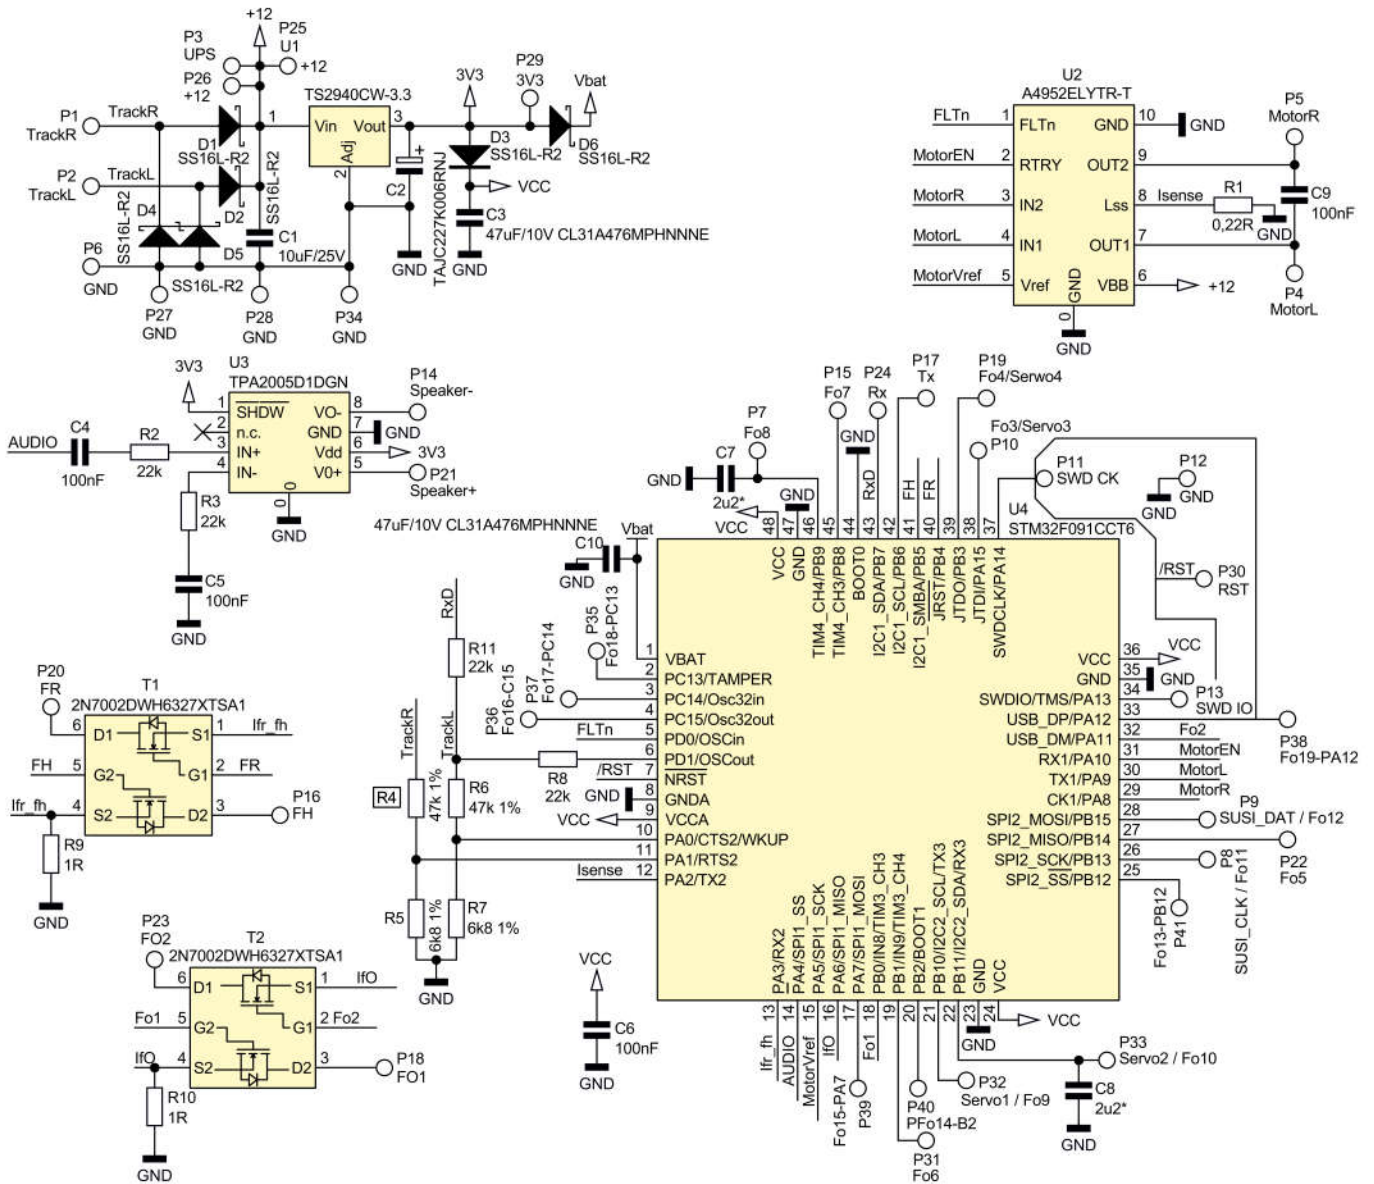 +12
P3
UPS
P25
U1
+12
P26
+12
P1
TrackR
TrackR
D1
SS16L-R2
P2
TrackL
TrackL
D2
SS16L-R2
D4
SS16L-R2
D5
SS16L-R2
C1
10uF/25V
P6
GND
P27
GND
P28
GND
P34
GND
TS2940CW-3.3
1
Vin
Vout
3
Adj
2
C2
+
TAJC227K006RNJ
GND
3V3
P29
3V3
Vbat
D3
SS16L-R2
D6
SS16L-R2
VCC
C3
47uF/10V CL31A476MPHNNNE
GND
U2
A4952ELYTR-T
FLTn
1
FLTn
GND
10
GND
MotorEN
2
RTRY
OUT2
9
MotorR
3
IN2
Lss
8
Isense
R1
0,22R
GND
MotorL
4
IN1
OUT1
7
MotorVref
5
Vref
GND
VBB
6
+12
0
GND
P5
MotorR
C9
100nF
P4
MotorL
U3
TPA2005D1DGN
3V3
1
SHDW
VO-
8
P14
Speaker-
2
n.c.
GND
7
GND
3
IN+
Vdd
6
3V3
4
IN-
V0+
5
P21
Speaker+
0
0
GND
AUDIO
C4
100nF
R2
22k
R3
22k
C5
100nF
GND
P20
FR
T1
2N7002DWH6327XTSA1
6
D1
S1
1
Ifr_fh
FH
5
G2
G1
2
FR
Ifr_fh
4
S2
D2
3
P16
FH
R9
1R
GND
P23
FO2
T2
2N7002DWH6327XTSA1
6
D1
S1
1
IfO
Fo1
5
G2
G1
2
Fo2
IfO
4
S2
D2
3
P18
FO1
R10
1R
GND
47uF/10V CL31A476MPHNNNE
Vbat
C10
GND
P35
Fo18-PC13
P37
Fo17-PC14
P36
Fo16-C15
RxD
R11
22k
TrackR
TrackL
FLTn
R8
22k
/RST
GND
VCC
R4
47k 1%
R6
47k 1%
Isense
R5
6k8 1%
R7
6k8 1%
GND
VCC
C6
100nF
GND
U4
STM32F091CCT6
P7
Fo8
C7
2u2*
GND
VCC
GND
P15
Fo7
GND
P24
Rx
RxD
P17
Tx
FH
FR
P19
Fo4/Serwo4
Fo3/Servo3
P10
P11
SWD CK
P12
GND
/RST
P30
RST
48
47
46
45
44
43
42
41
40
39
38
37
VCC
GND
TIM4_CH4/PB9
TIM4_CH3/PB8
BOOT0
I2C1_SDA/PB7
I2C1_SCL/PB6
I2C1_SMBA/PB5
JRST/PB4
JTDO/PB3
JTDI/PA15
SWDCLK/PA14
1
VBAT
2
PC13/TAMPER
3
PC14/Osc32in
4
PC15/Osc32out
5
PD0/OSCin
6
PD1/OSCout
7
NRST
8
GNDA
9
VCCA
10
PA0/CTS2/WKUP
11
PA1/RTS2
12
PA2/TX2
VCC
36
VCC
GND
35
GND
SWDIO/TMS/PA13
34
P13
SWD IO
USB_DP/PA12
33
P38
Fo19-PA12
USB_DM/PA11
32
Fo2
RX1/PA10
31
MotorEN
TX1/PA9
30
MotorL
CK1/PA8
29
MotorR
SPI2_MOSI/PB15
28
P9
SUSI_DAT / Fo12
SPI2_MISO/PB14
27
P22
Fo5
SPI2_SCK/PB13
26
P8
SUSI_CLK / Fo11
SPI2_SS/PB12
25
Fo13-PB12
P41
PA3/RX2
PA4/SPI1_SS
PA5/SPI1_SCK
PA6/SPI1_MISO
PA7/SPI1_MOSI
PB0/IN8/TIM3_CH3
PB1/IN9/TIM3_CH4
PB2/BOOT1
PB10/I2C2_SCL/TX3
PB11/I2C2_SDA/RX3
GND
VCC
13
14
15
16
17
18
19
20
21
22
23
24
Ifr_fh
AUDIO
MotorVref
IfO
Fo15-PA7
P39
Fo1
P40
PFo14-B2
P31
Fo6
P32
Servo1 / Fo9
GND
VCC
P33
Servo2 / Fo10
C8
2u2*
GND